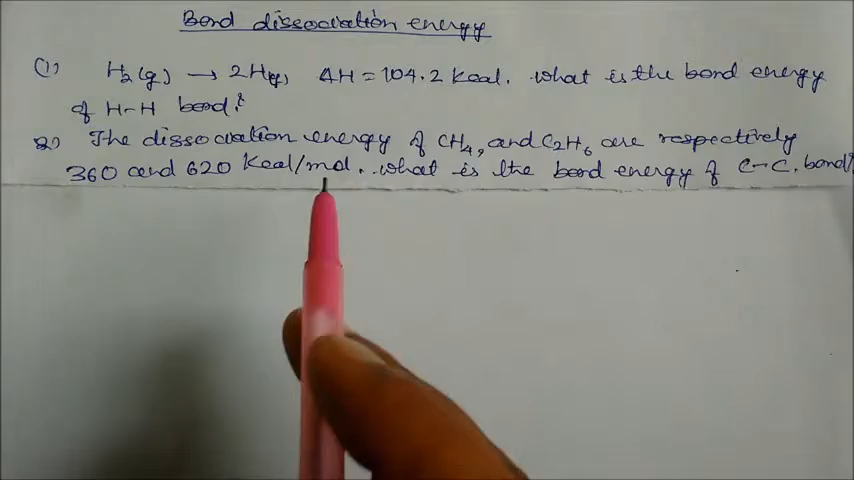 Bond dissociation energy
(1) H₂(g) → 2H(g) ΔH = 104.2 Kcal. what is the bond energy
of H-H bond?
2) The dissociation energy of CH₄, and C₂H₆ are respectively
360 and 620 Kcal/mol. what is the bond energy of C-C. bond?